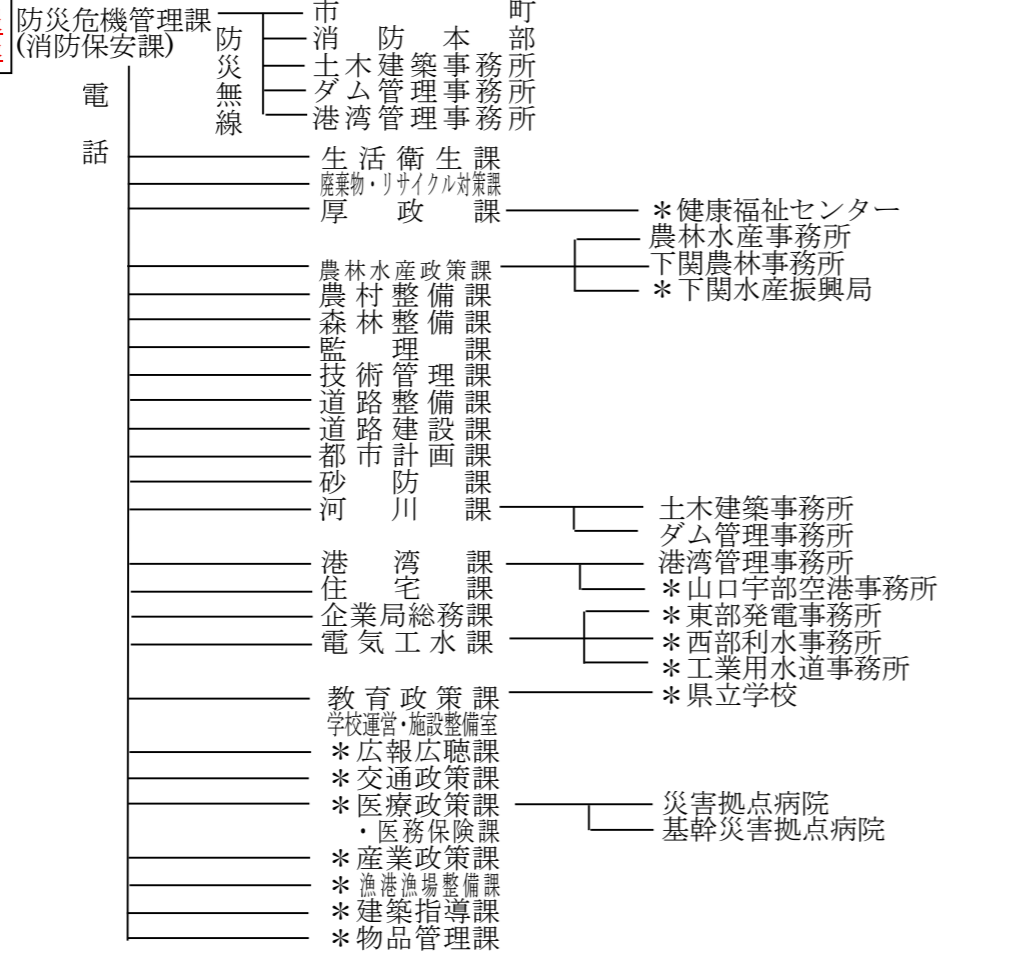 防災危機管理課
(消防保安課)
防災無線
市町
消防本部
土木建築事務所
ダム管理事務所
港湾管理事務所
電話
生活衛生課
廃棄物・リサイクル対策課
厚政課
＊健康福祉センター
農林水産政策課
農林水産事務所
下関農林事務所
＊下関水産振興局
農村整備課
森林整備課
監理課
技術管理課
道路整備課
道路建設課
都市計画課
砂防課
河川課
土木建築事務所
ダム管理事務所
港湾課
港湾管理事務所
＊山口宇部空港事務所
住宅課
企業局総務課
電気工水課
＊東部発電事務所
＊西部利水事務所
＊工業用水道事務所
教育政策課
学校運営・施設整備室
＊県立学校
＊広報広聴課
＊交通政策課
＊医療政策課
・医務保険課
災害拠点病院
基幹災害拠点病院
＊産業政策課
＊漁港漁場整備課
＊建築指導課
＊物品管理課